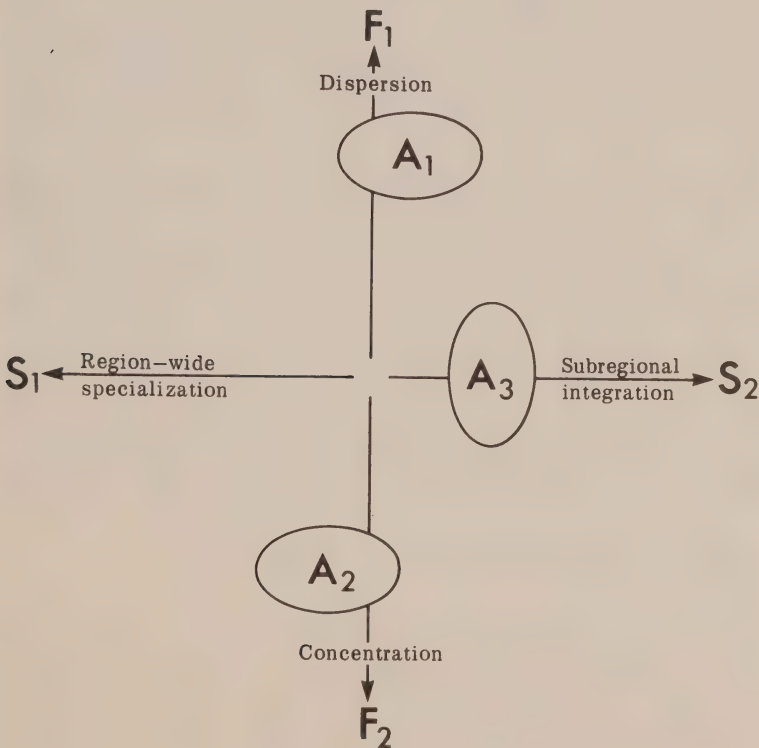 F₁
Dispersion
A₁
S₁ Region—wide specialization
A₃
Subregional integration S₂
A₂
Concentration
F₂